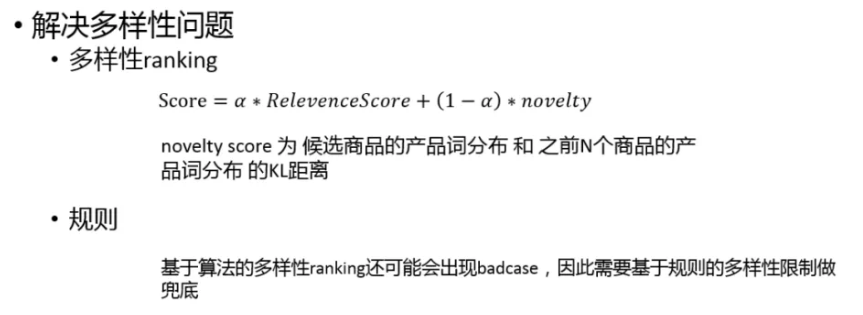 • 解决多样性问题
• 多样性ranking
Score = α * RelevenceScore + (1 − α) * novelty
novelty score 为 候选商品的产品词分布 和 之前N个商品的产
品词分布 的KL距离
• 规则
基于算法的多样性ranking还可能会出现badcase，因此需要基于规则的多样性限制做
兜底